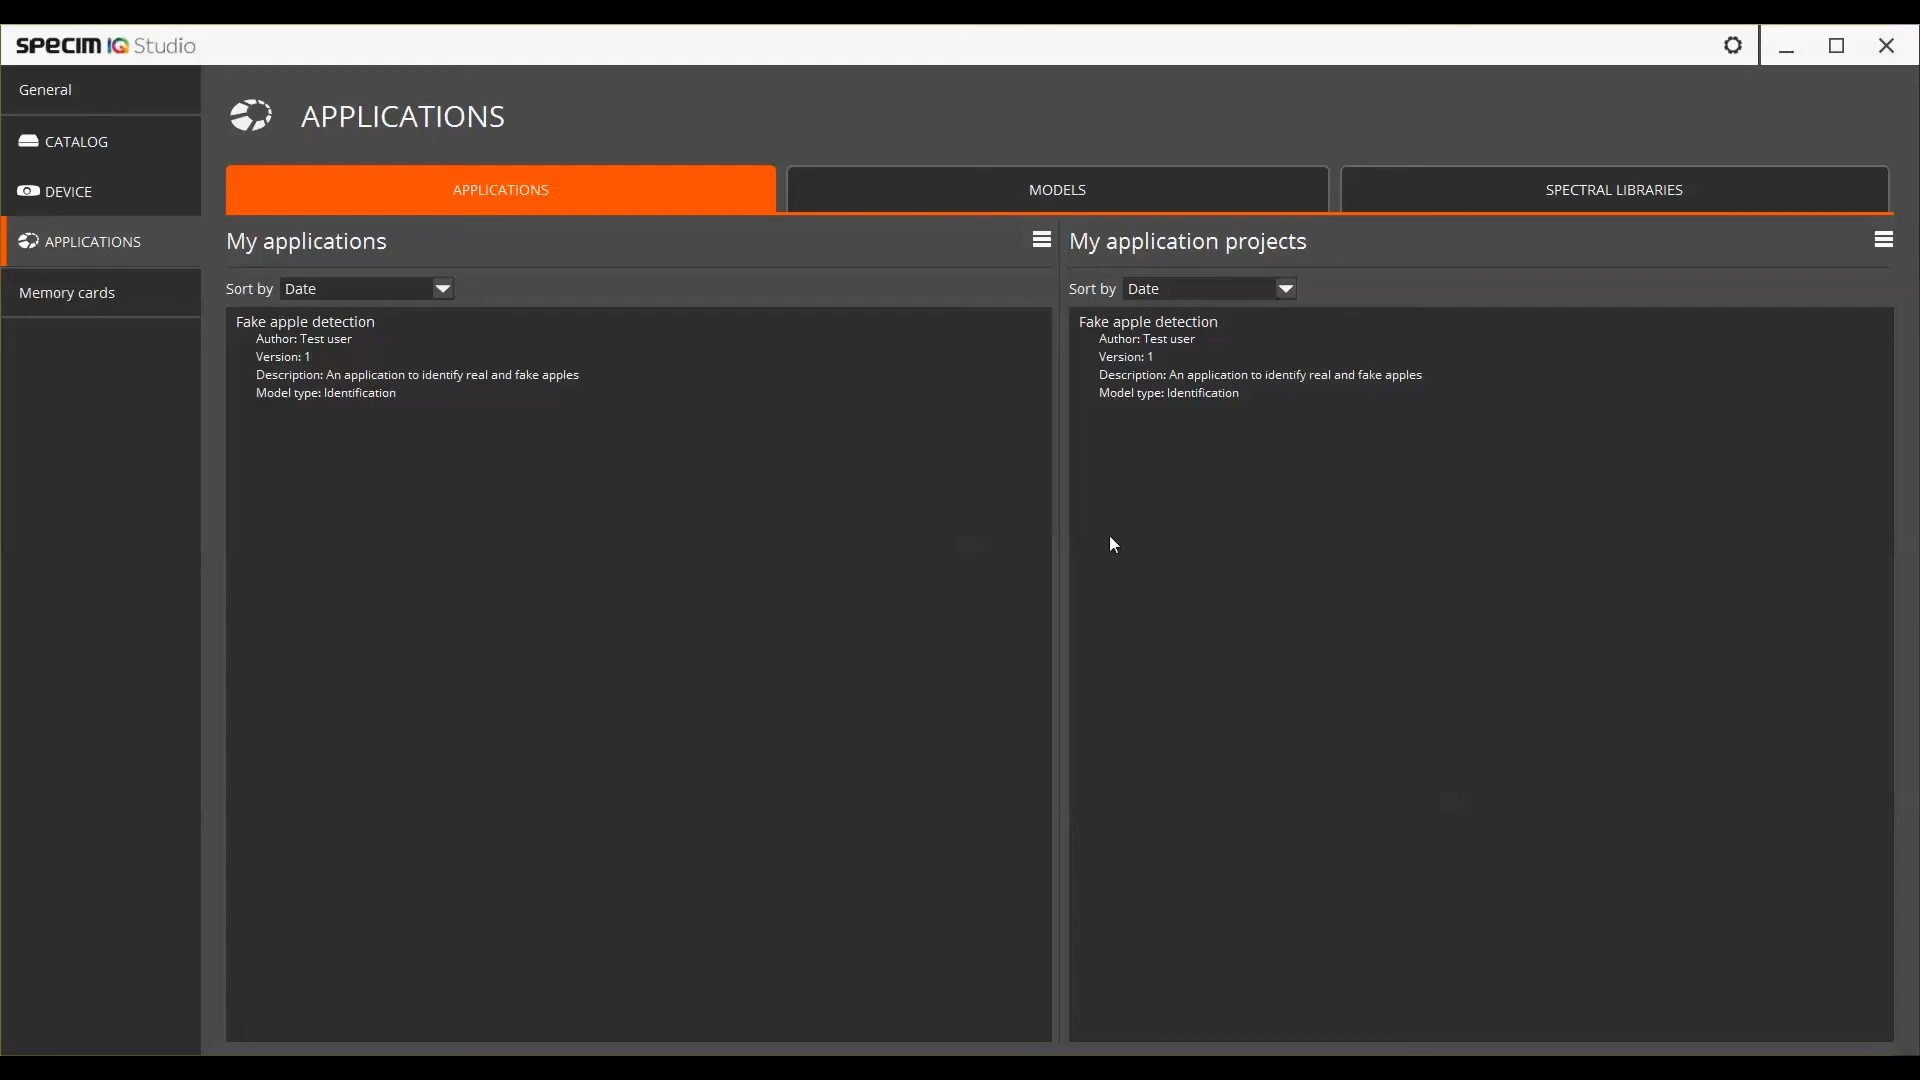 SPECIM IQ Studio
General
CATALOG
DEVICE
APPLICATIONS
Memory cards
APPLICATIONS
APPLICATIONS
MODELS
SPECTRAL LIBRARIES
My applications
Sort by Date
Fake apple detection
Author: Test user
Version: 1
Description: An application to identify real and fake apples
Model type: Identification
My application projects
Sort by Date
Fake apple detection
Author: Test user
Version: 1
Description: An application to identify real and fake apples
Model type: Identification